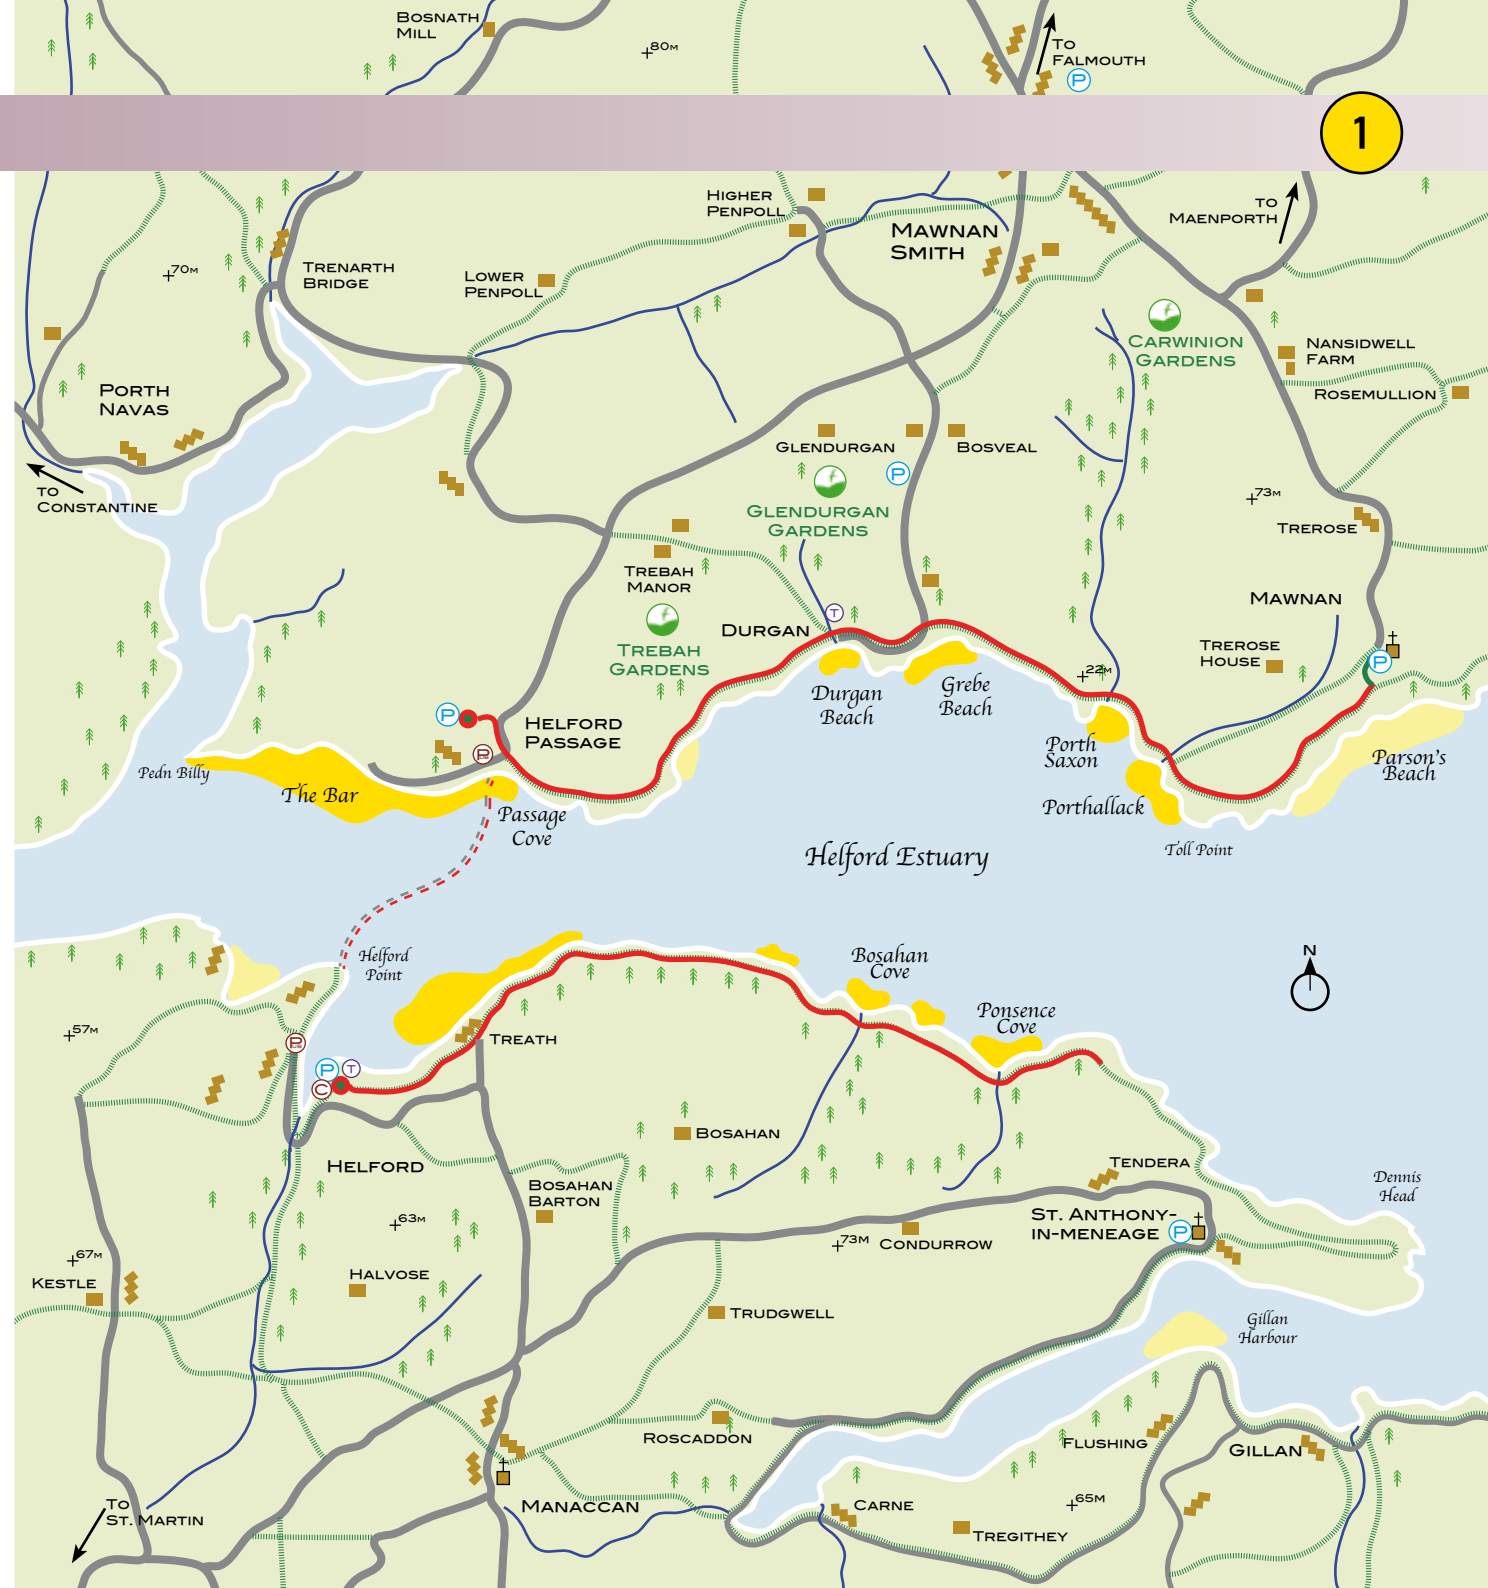 BOSNATH
MILL
+80M
TO
FALMOUTH
P
1
HIGHER
PENPOLL
MAWNAN
SMITH
TO
MAENPORTH
+70M
TRENARTH
BRIDGE
LOWER
PENPOLL
CARWINION
GARDENS
NANSIDWELL
FARM
ROSEMULLION
PORTH
NAVAS
GLENDURGAN
BOSVEAL
P
TO
CONSTANTINE
GLENDURGAN
GARDENS
+73M
TREROSE
TREBAH
MANOR
MAWNAN
T
DURGAN
TREBAH
GARDENS
TREROSE
HOUSE
P
+22M
Durgan
Beach
Grebe
Beach
P
HELFORD
PASSAGE
Porth
Saxon
Parson's
Beach
Pedn Billy
The Bar
Passage
Cove
Porthallack
Toll Point
Helford Estuary
Helford
Point
Bosahan
Cove
N
Ponsence
Cove
+57M
TREATH
P
T
C
BOSAHAN
HELFORD
TENDERA
Dennis
Head
BOSAHAN
BARTON
+63M
ST. ANTHONY-
IN-MENEAGE
P
+73M
CONDURROW
+67M
KESTLE
HALVOSE
TRUDGWELL
Gillan
Harbour
ROSCADDON
FLUSHING
GILLAN
TO
ST. MARTIN
MANACCAN
CARNE
+65M
TREGITHEY